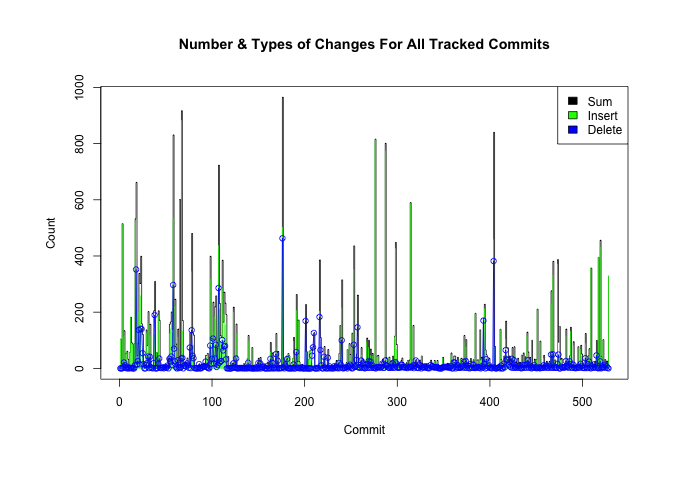 Number & Types of Changes For All Tracked Commits
Sum
Insert
Delete
Count
1000
800
600
400
200
0
0 100 200 300 400 500
Commit